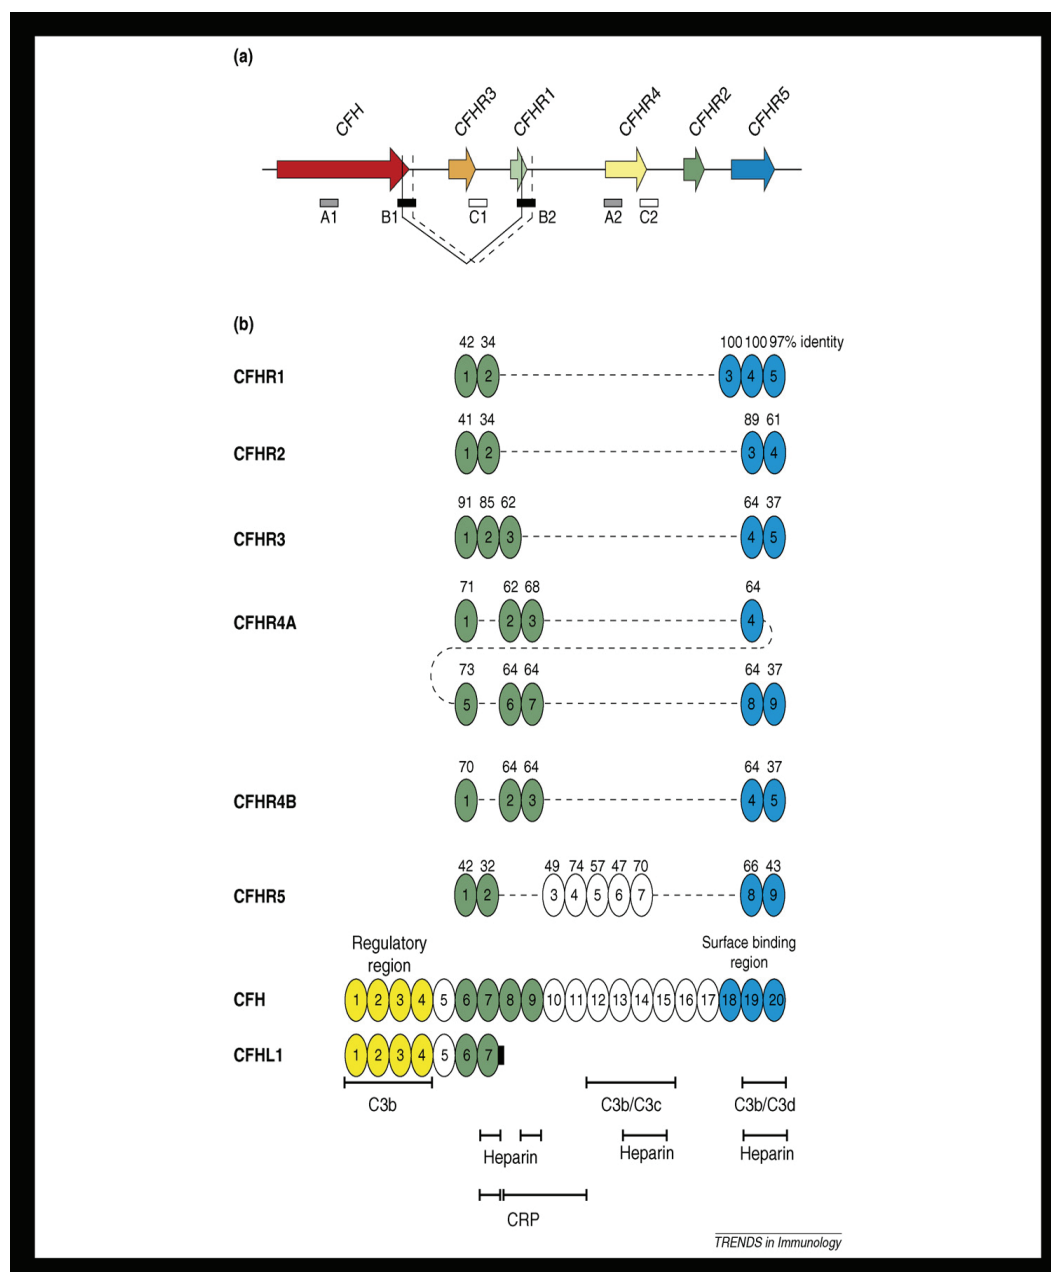 (a)
CFH CFHR3 CFHR1 CFHR4 CFHR2 CFHR5
A1 B1 C1 B2 A2 C2
(b)
42 34 100 100 97% identity
CFHR1 1 2 3 4 5
41 34 89 61
CFHR2 1 2 3 4
91 85 62 64 37
CFHR3 1 2 3 4 5
71 62 68 64
CFHR4A 1 2 3 4
73 64 64 64 37
5 6 7 8 9
70 64 64 64 37
CFHR4B 1 2 3 4 5
42 32 49 74 57 47 70 66 43
CFHR5 1 2 3 4 5 6 7 8 9
Regulatory Surface binding
region region
CFH 1 2 3 4 5 6 7 8 9 10 11 12 13 14 15 16 17 18 19 20
CFHL1 1 2 3 4 5 6 7
C3b C3b/C3c C3b/C3d
Heparin Heparin Heparin
CRP
TRENDS in Immunology